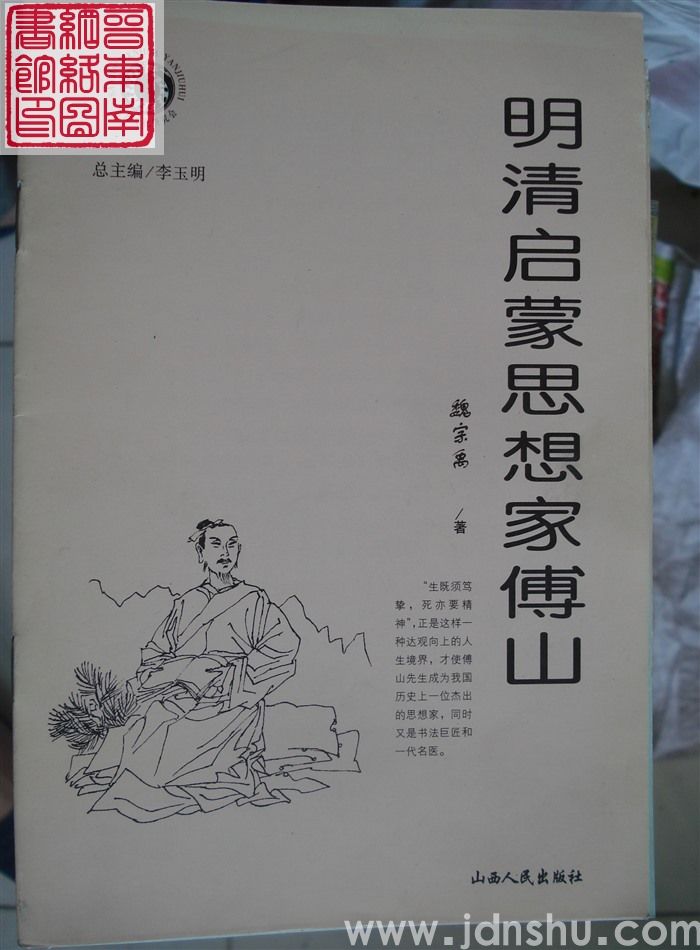 晋东南
网络图
书馆印
YANJIUHUI
总主编/李玉明
明清启蒙思想家傅山
魏宗禹
/著
“生既须笃
挚，死亦要精
神”，正是这样一
种达观向上的人
生境界，才使傅
山先生成为我国
历史上一位杰出
的思想家，同时
又是书法巨匠和
一代名医。
山西人民出版社
www.jdnshu.com